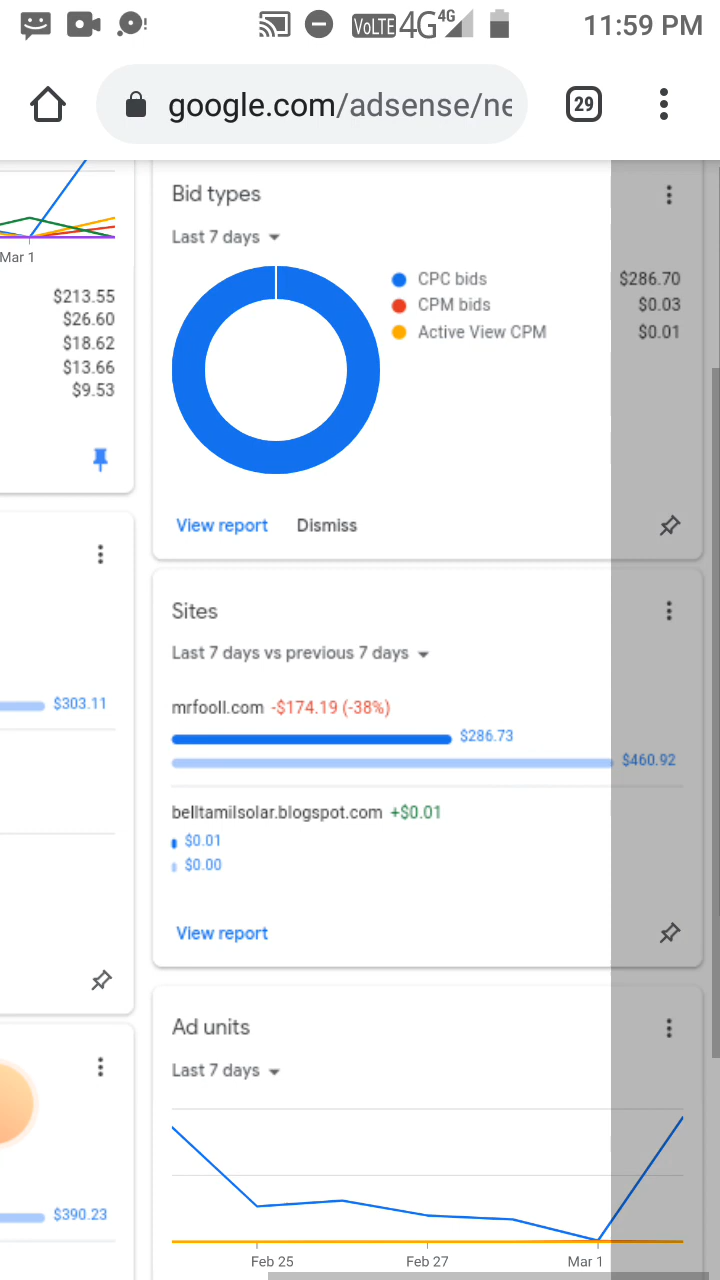 VoLTE 4G 4G 11:59 PM
google.com/adsense/ne
29
Mar 1
$213.55
$26.60
$18.62
$13.66
$9.53
$303.11
$390.23
Bid types
Last 7 days
CPC bids $286.70
CPM bids $0.03
Active View CPM $0.01
View report Dismiss
Sites
Last 7 days vs previous 7 days
mrfooll.com -$174.19 (-38%)
$286.73
$460.92
belltamilsolar.blogspot.com +$0.01
$0.01
$0.00
View report
Ad units
Last 7 days
Feb 25 Feb 27 Mar 1